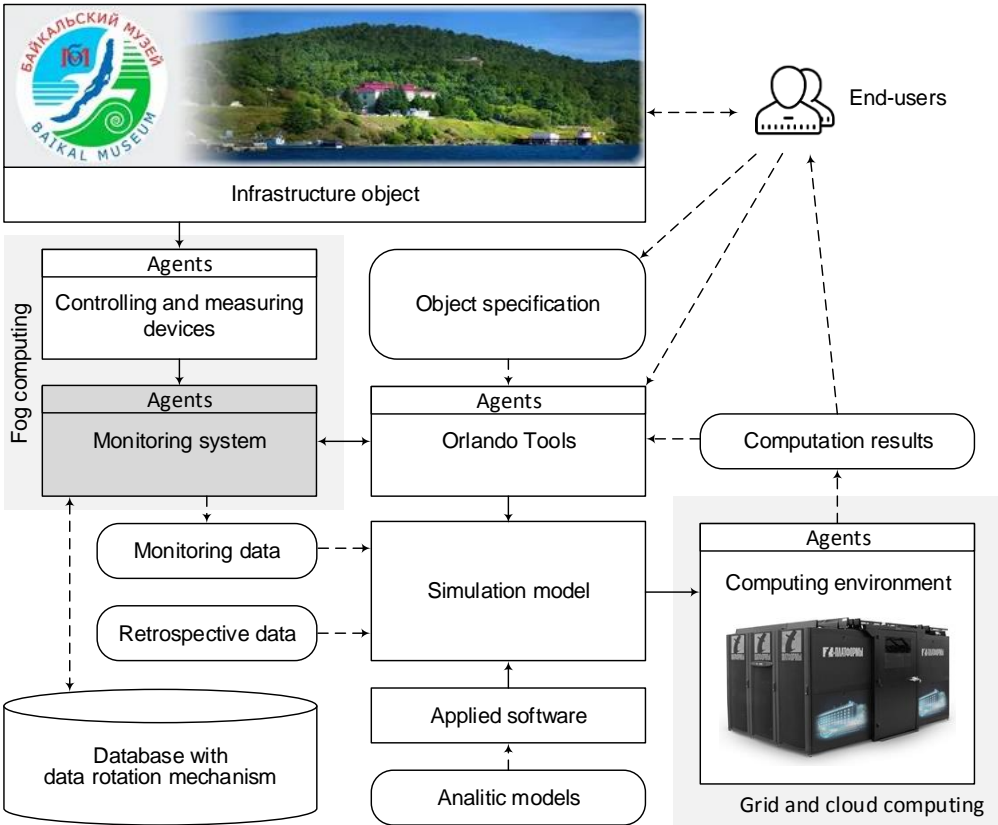 БАЙКАЛЬСКИЙ МУЗЕЙ
BAIKAL MUSEUM
End-users
Infrastructure object
Fog computing
Agents
Controlling and measuring
devices
Object specification
Agents
Monitoring system
Agents
Orlando Tools
Computation results
Monitoring data
Retrospective data
Simulation model
Agents
Computing environment
Т-ПЛАТФОРМЫ
Applied software
Database with
data rotation mechanism
Analitic models
Grid and cloud computing